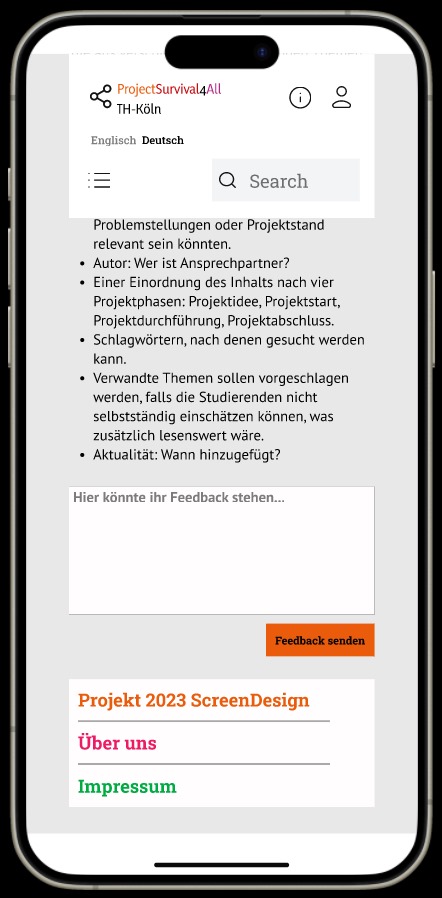 ProjectSurvival4All
TH-Köln
Englisch Deutsch
Search
Problemstellungen oder Projektstand
relevant sein könnten.
• Autor: Wer ist Ansprechpartner?
• Einer Einordnung des Inhalts nach vier
Projektphasen: Projektidee, Projektstart,
Projektdurchführung, Projektabschluss.
• Schlagwörtern, nach denen gesucht werden
kann.
• Verwandte Themen sollen vorgeschlagen
werden, falls die Studierenden nicht
selbstständig einschätzen können, was
zusätzlich lesenswert wäre.
• Aktualität: Wann hinzugefügt?
Hier könnte ihr Feedback stehen...
Feedback senden
Projekt 2023 ScreenDesign
Über uns
Impressum